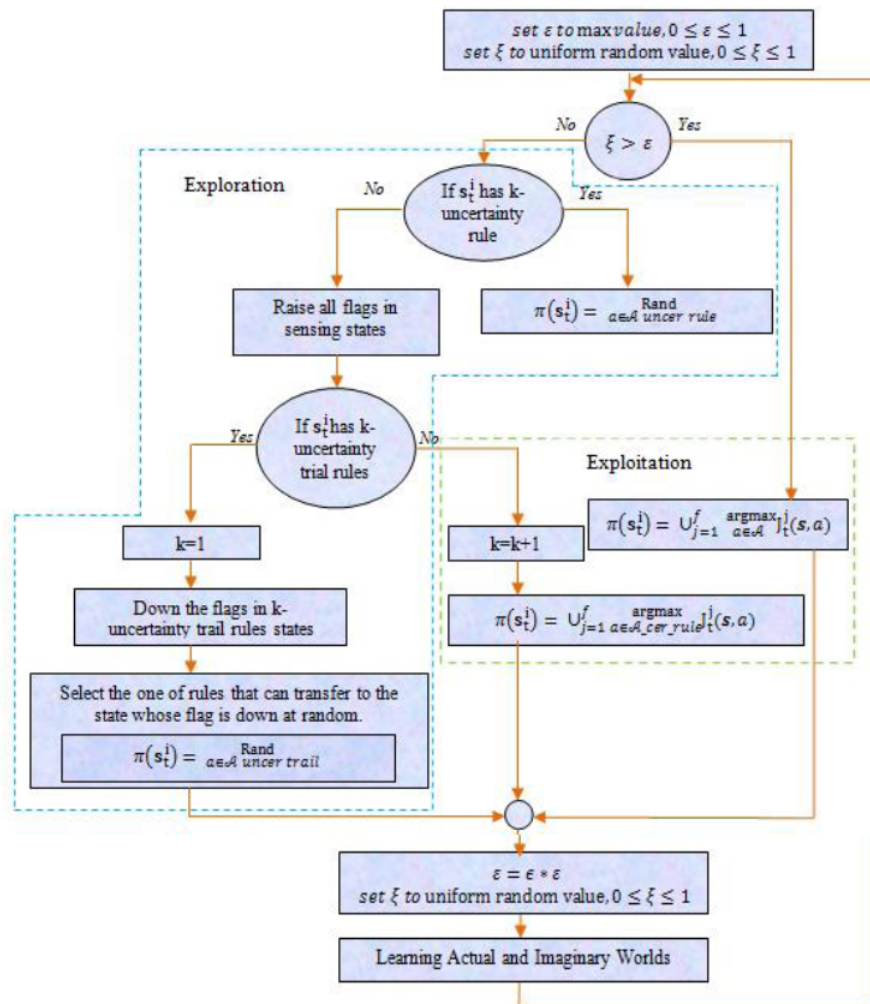 set ε to maxvalue, 0 ≤ ε ≤ 1
set ξ to uniform random value, 0 ≤ ξ ≤ 1
No
Yes
ξ > ε
Exploration
No
If s_t^i has k-
uncertainty
rule
Yes
Raise all flags in
sensing states
π(s_t^i) = Rand
a∈𝒜 uncer rule
Yes
If s_t^i has k-
uncertainty
trial rules
No
Exploitation
k=1
k=k+1
π(s_t^i) = ∪_{j=1}^f argmax J_t^j(s, a)
a∈𝒜
Down the flags in k-
uncertainty trail rules states
π(s_t^i) = ∪_{j=1}^f argmax J_t^j(s, a)
a∈𝒜_cer_rule
Select the one of rules that can transfer to the
state whose flag is down at random.
π(s_t^i) = Rand
a∈𝒜 uncer trail
ε = ϵ * ε
set ξ to uniform random value, 0 ≤ ξ ≤ 1
Learning Actual and Imaginary Worlds